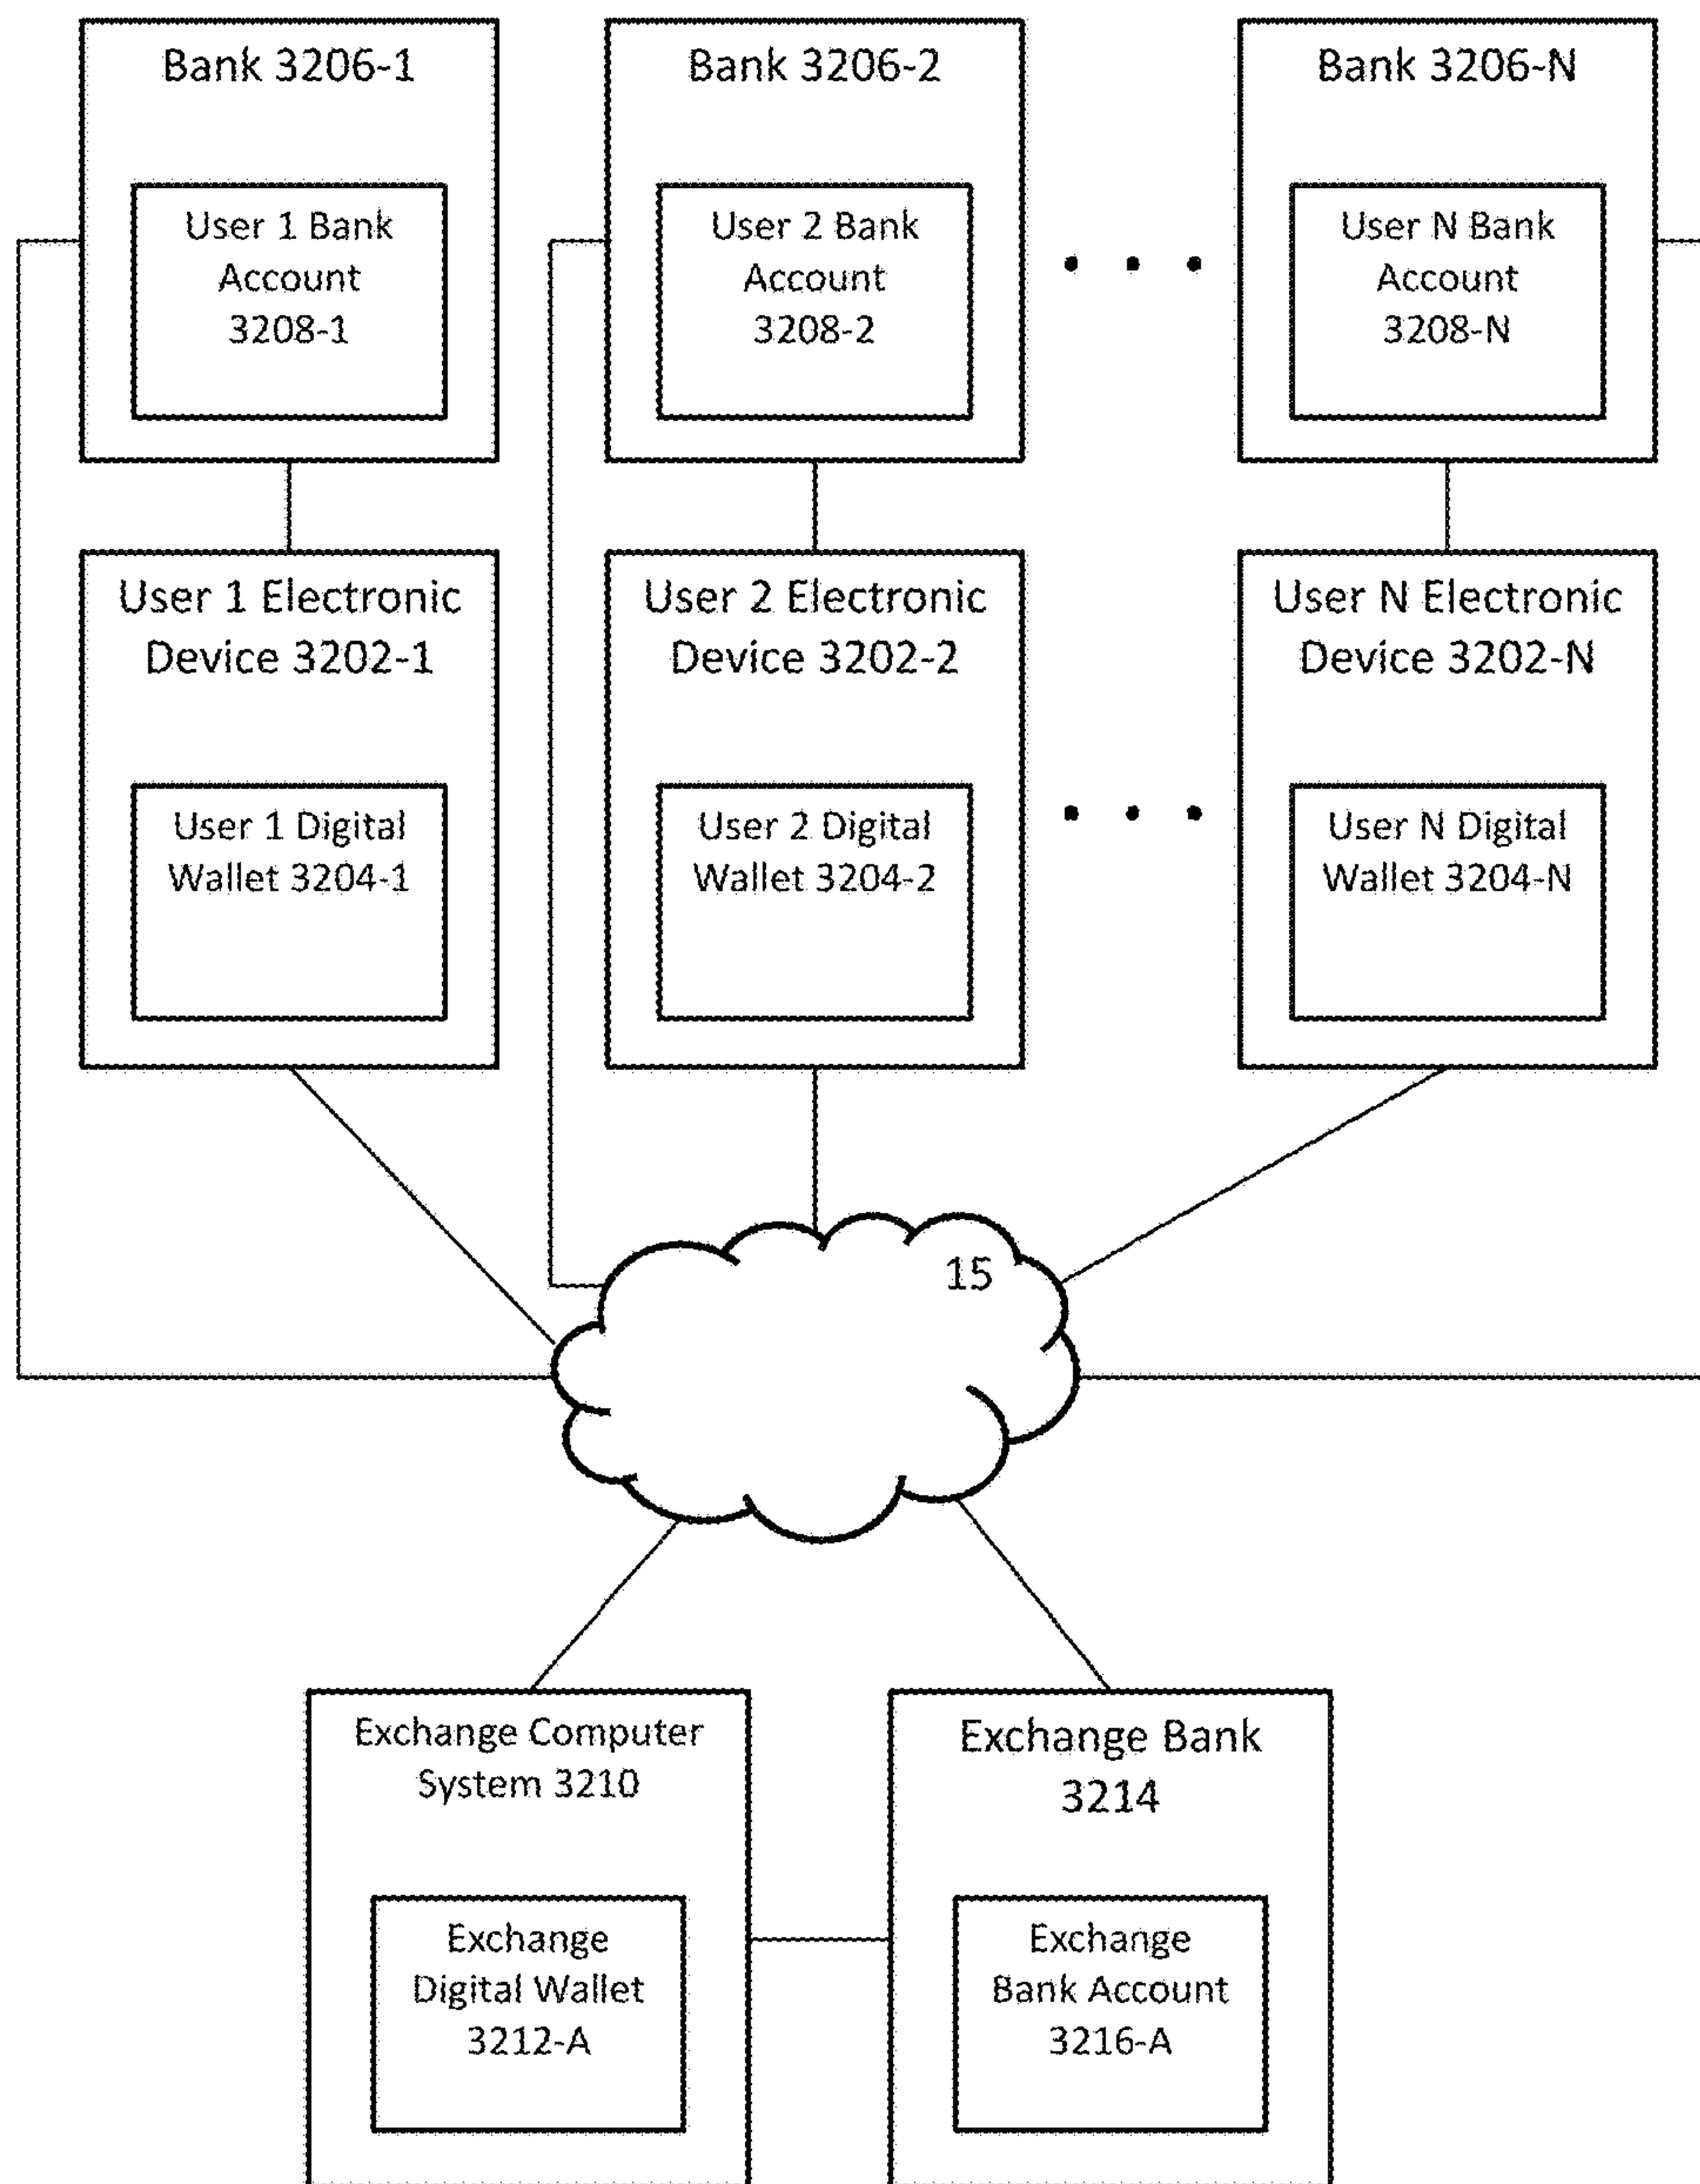 Bank 3206-1
User 1 Bank
Account
3208-1
Bank 3206-2
User 2 Bank
Account
3208-2
Bank 3206-N
User N Bank
Account
3208-N
User 1 Electronic
Device 3202-1
User 1 Digital
Wallet 3204-1
User 2 Electronic
Device 3202-2
User 2 Digital
Wallet 3204-2
User N Electronic
Device 3202-N
User N Digital
Wallet 3204-N
15
Exchange Computer
System 3210
Exchange
Digital Wallet
3212-A
Exchange Bank
3214
Exchange
Bank Account
3216-A